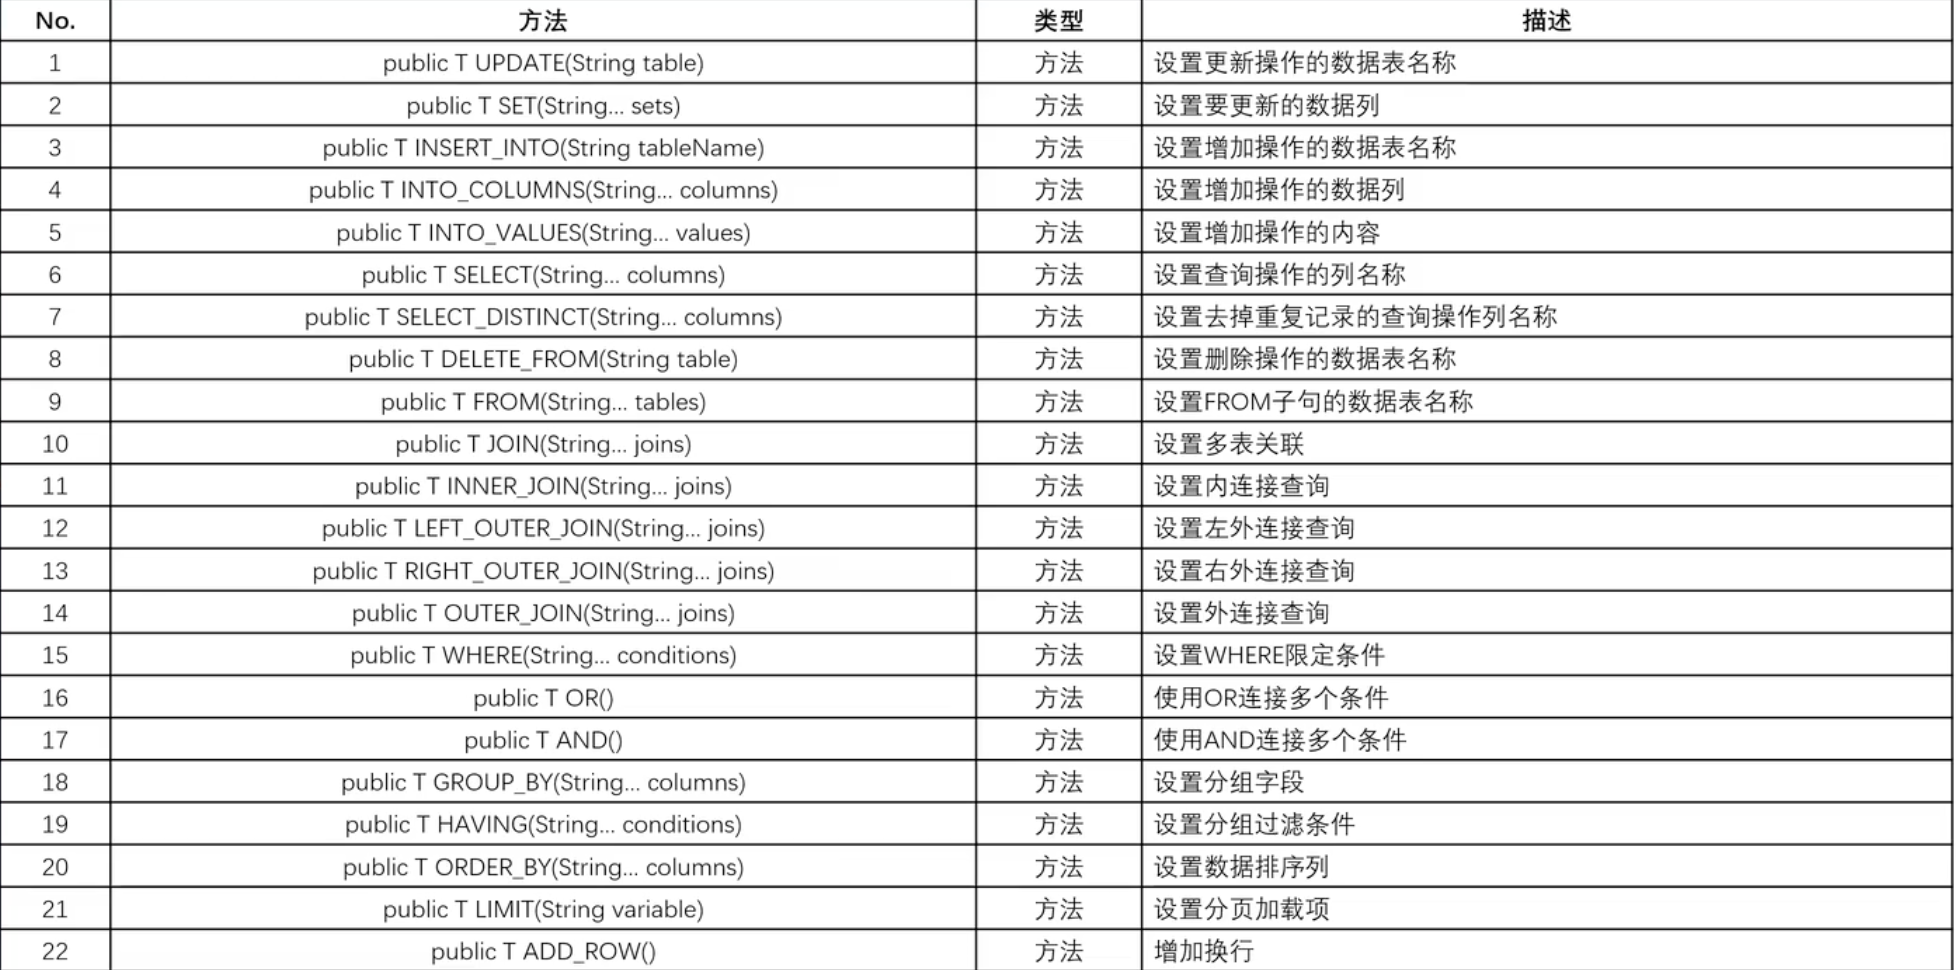 No. 方法 类型 描述
1 public T UPDATE(String table) 方法 设置更新操作的数据表名称
2 public T SET(String... sets) 方法 设置要更新的数据列
3 public T INSERT_INTO(String tableName) 方法 设置增加操作的数据表名称
4 public T INTO_COLUMNS(String... columns) 方法 设置增加操作的数据列
5 public T INTO_VALUES(String... values) 方法 设置增加操作的内容
6 public T SELECT(String... columns) 方法 设置查询操作的列名称
7 public T SELECT_DISTINCT(String... columns) 方法 设置去掉重复记录的查询操作列名称
8 public T DELETE_FROM(String table) 方法 设置删除操作的数据表名称
9 public T FROM(String... tables) 方法 设置FROM子句的数据表名称
10 public T JOIN(String... joins) 方法 设置多表关联
11 public T INNER_JOIN(String... joins) 方法 设置内连接查询
12 public T LEFT_OUTER_JOIN(String... joins) 方法 设置左外连接查询
13 public T RIGHT_OUTER_JOIN(String... joins) 方法 设置右外连接查询
14 public T OUTER_JOIN(String... joins) 方法 设置外连接查询
15 public T WHERE(String... conditions) 方法 设置WHERE限定条件
16 public T OR() 方法 使用OR连接多个条件
17 public T AND() 方法 使用AND连接多个条件
18 public T GROUP_BY(String... columns) 方法 设置分组字段
19 public T HAVING(String... conditions) 方法 设置分组过滤条件
20 public T ORDER_BY(String... columns) 方法 设置数据排序列
21 public T LIMIT(String variable) 方法 设置分页加载项
22 public T ADD_ROW() 方法 增加换行